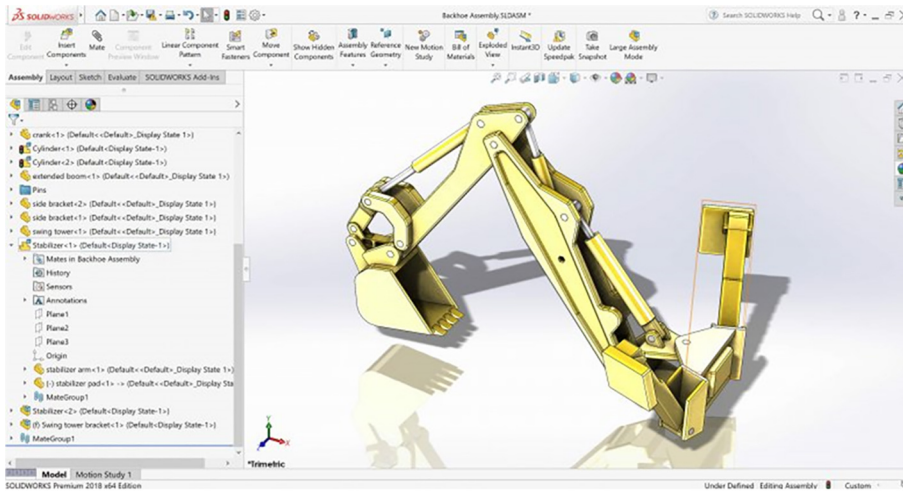 SOLIDWORKS
Backhoe Assembly.SLDASM *
Search SOLIDWORKS Help
Edit Component
Insert Components
Mate
Component Preview Window
Linear Component Pattern
Smart Fasteners
Move Component
Show Hidden Components
Assembly Features
Reference Geometry
New Motion Study
Bill of Materials
Exploded View
Instant3D
Update Speedpak
Take Snapshot
Large Assembly Mode
Assembly Layout Sketch Evaluate SOLIDWORKS Add-Ins
crank<1> (Default<<Default>_Display State 1>)
Cylinder<1> (Default<Display State-1>)
Cylinder<2> (Default<Display State-1>)
extended boom<1> (Default<<Default>_Display State 1>)
Pins
side bracket<2> (Default<<Default>_Display State 1>)
side bracket<1> (Default<<Default>_Display State 1>)
swing tower<1> (Default<<Default>_Display State 1>)
Stabilizer<1> (Default<Display State-1>)
Mates in Backhoe Assembly
History
Sensors
Annotations
Plane1
Plane2
Plane3
Origin
stabilizer arm<1> (Default<<Default>_Display State 1>)
(-) stabilizer pad<1> -> (Default<<Default>_Display Sta
MateGroup1
Stabilizer<2> (Default<Display State-1>)
(f) Swing tower bracket<1> (Default<Display State-1>)
MateGroup1
*Trimetric
Model Motion Study 1
SOLIDWORKS Premium 2018 x64 Edition
Under Defined Editing Assembly Custom